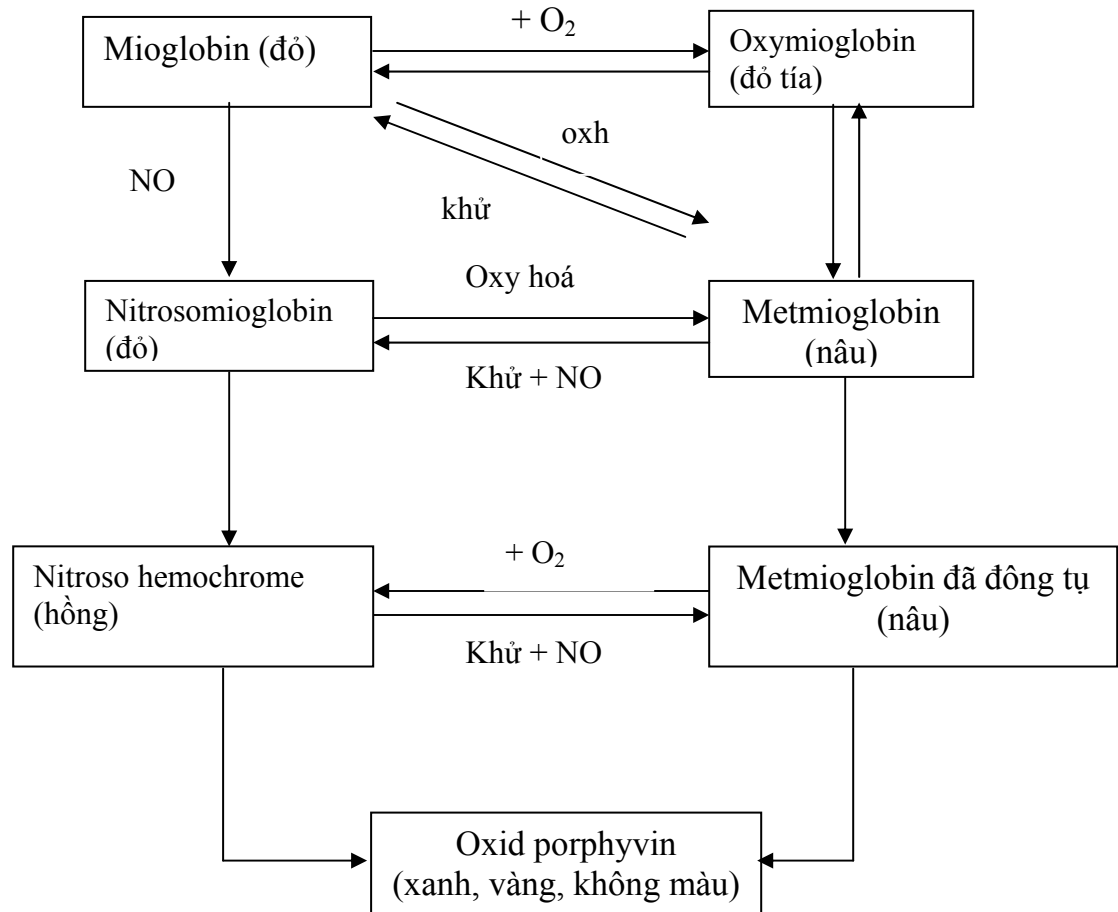 + O₂
Mioglobin (đỏ)
Oxymioglobin
(đỏ tía)
oxh
NO
khử
Oxy hoá
Nitrosomioglobin
(đỏ)
Metmioglobin
(nâu)
Khử + NO
+ O₂
Nitroso hemochrome
(hồng)
Metmioglobin đã đông tụ
(nâu)
Khử + NO
Oxid porphyvin
(xanh, vàng, không màu)